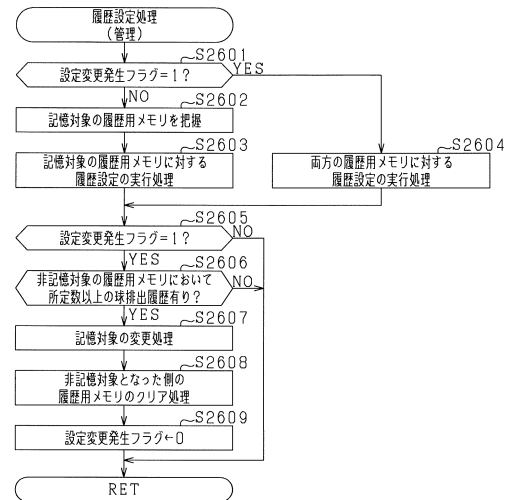 履歴設定処理
（管理）
S2601
設定変更発生フラグ＝1？
YES
NO
S2602
記憶対象の履歴用メモリを把握
S2603
記憶対象の履歴用メモリに対する
履歴設定の実行処理
S2604
両方の履歴用メモリに対する
履歴設定の実行処理
S2605
設定変更発生フラグ＝1？
NO
YES
S2606
非記憶対象の履歴用メモリにおいて
所定数以上の球排出履歴有り？
NO
YES
S2607
記憶対象の変更処理
S2608
非記憶対象となった側の
履歴用メモリのクリア処理
S2609
設定変更発生フラグ←0
RET